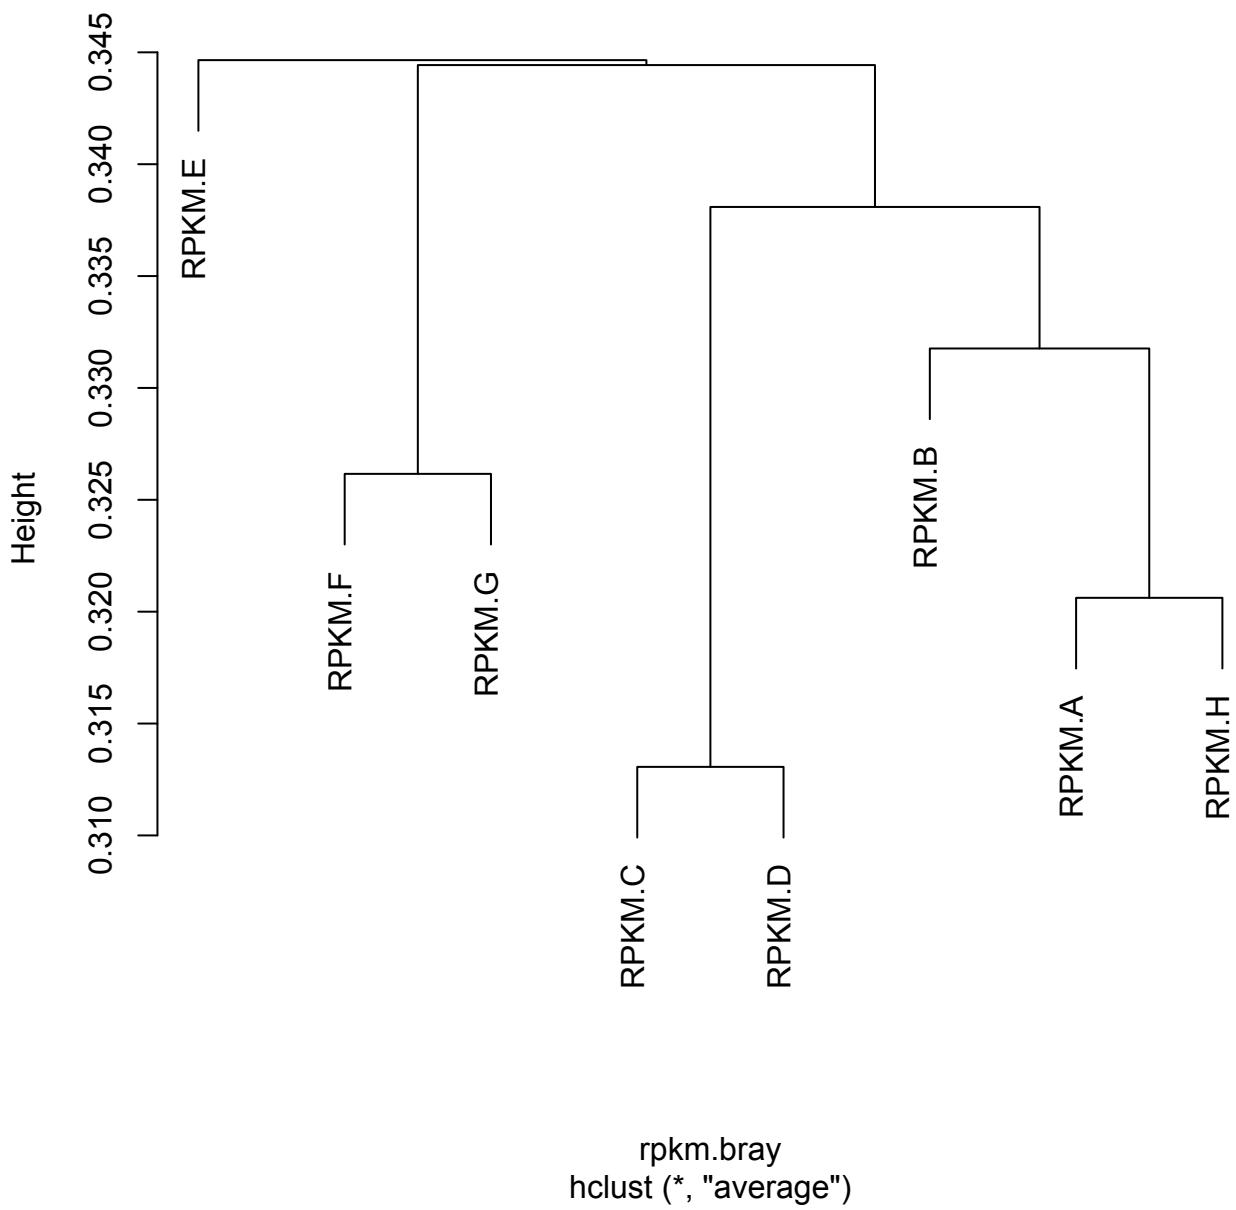 Height
0.345
0.340
0.335
0.330
0.325
0.320
0.315
0.310
RPKM.E
RPKM.F
RPKM.G
RPKM.C
RPKM.D
RPKM.B
RPKM.A
RPKM.H
rpkm.bray
hclust (*, "average")